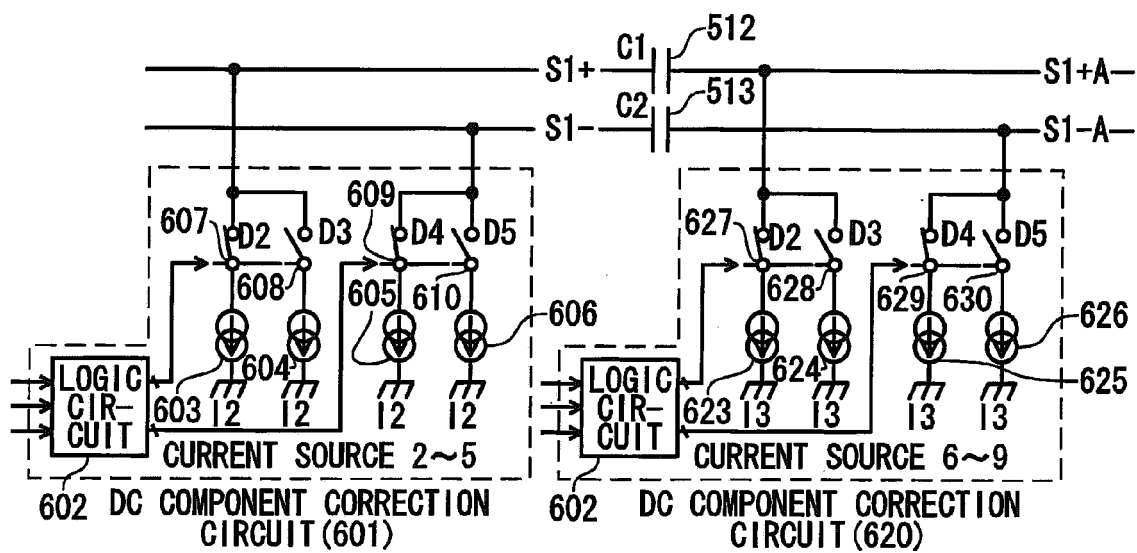 C1 512
S1+ S1+A
C2 513
S1- S1-A
607 D2 D3 609 D4 D5 627 D2 D3 D4 D5
608 605 610 606 628 629 630 626
603 604 623 624 625
I2 I2 I2 I2 I3 I3 I3 I3
LOGIC
CIR-
CUIT
CURRENT SOURCE 2~5
602
DC COMPONENT CORRECTION
CIRCUIT(601)
LOGIC
CIR-
CUIT
CURRENT SOURCE 6~9
602
DC COMPONENT CORRECTION
CIRCUIT(620)